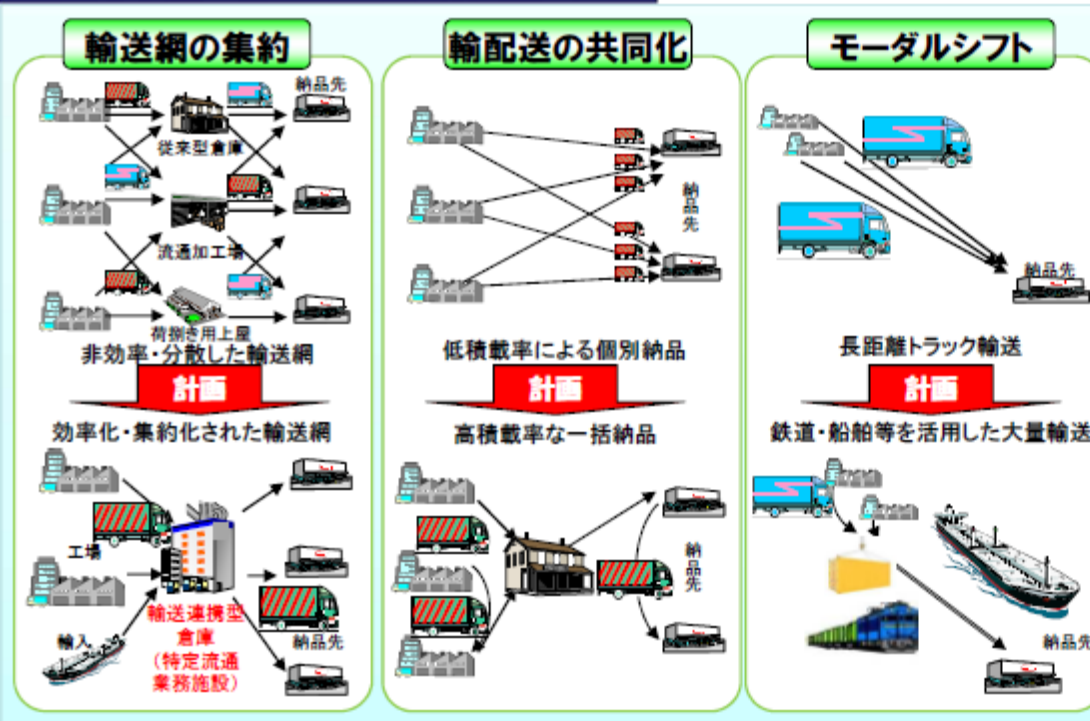 輸送網の集約
納品先
従来型倉庫
流通加工場
荷捌き用上屋
非効率・分散した輸送網
計画
効率化・集約化された輸送網
工場
輸入
輸送連携型
倉庫
(特定流通
業務施設)
納品先
輸配送の共同化
納品先
低積載率による個別納品
計画
高積載率な一括納品
納品先
モーダルシフト
納品先
長距離トラック輸送
計画
鉄道・船舶等を活用した大量輸送
納品先